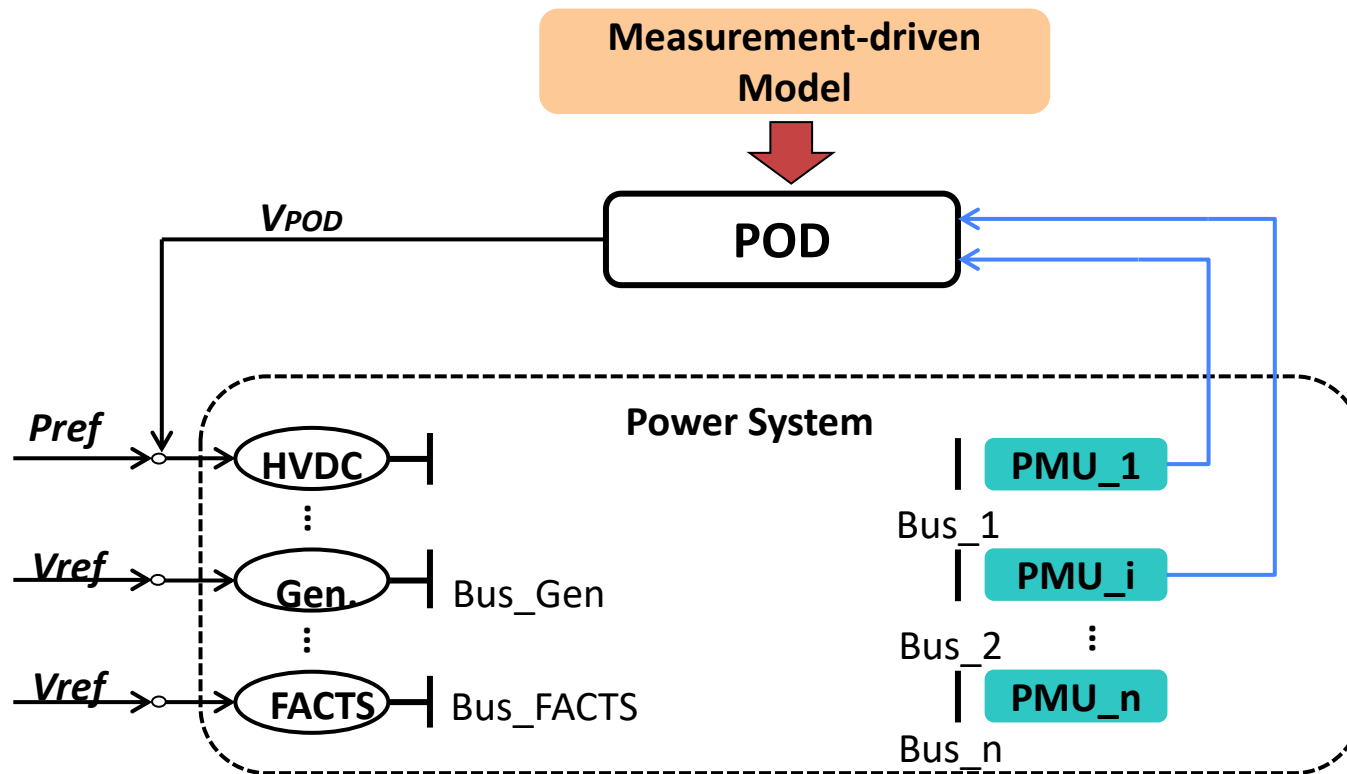 Measurement-driven
Model
VPOD
POD
Power System
Pref
HVDC
PMU_1
Bus_1
Vref
Gen.
Bus_Gen
PMU_i
Bus_2
Vref
FACTS
Bus_FACTS
PMU_n
Bus_n